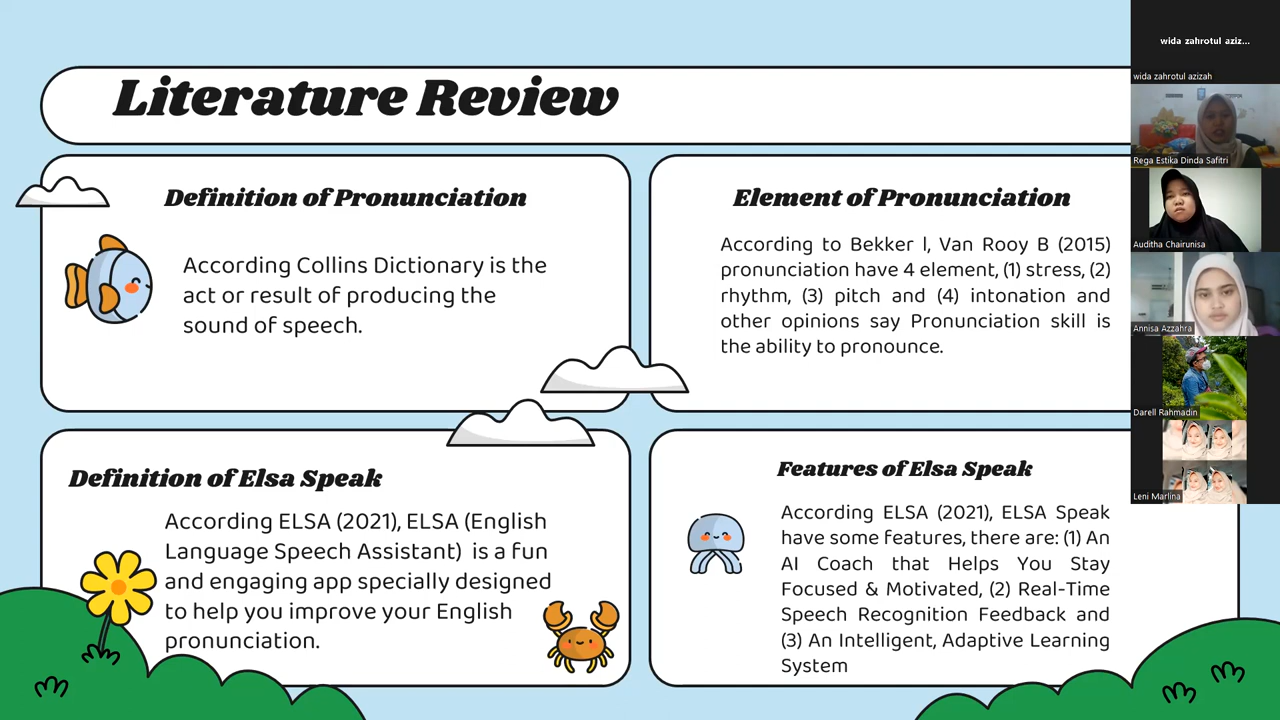 Literature Review
Definition of Pronunciation
According Collins Dictionary is the
act or result of producing the
sound of speech.
Element of Pronunciation
According to Bekker l, Van Rooy B (2015)
pronunciation have 4 element, (1) stress, (2)
rhythm, (3) pitch and (4) intonation and
other opinions say Pronunciation skill is
the ability to pronounce.
Definition of Elsa Speak
According ELSA (2021), ELSA (English
Language Speech Assistant) is a fun
and engaging app specially designed
to help you improve your English
pronunciation.
Features of Elsa Speak
According ELSA (2021), ELSA Speak
have some features, there are: (1) An
AI Coach that Helps You Stay
Focused & Motivated, (2) Real-Time
Speech Recognition Feedback and
(3) An Intelligent, Adaptive Learning
System
wida zahrotul aziz...
wida zahrotul azizah
Rega Estika Dinda Safitri
Auditha Chairunisa
Annisa Azzahra
Darell Rahmadin
Leni Marlina